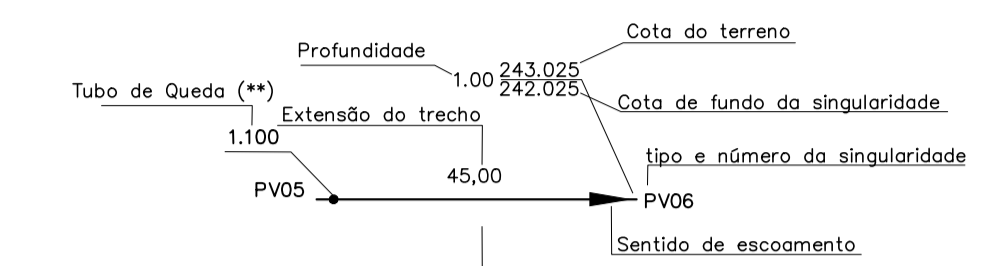 Cota do terreno
Profundidade
1.00 243.025
242.025
Tubo de Queda (**)
Cota de fundo da singularidade
Extensão do trecho
1.100
tipo e número da singularidade
45,00
PV05
PV06
Sentido de escoamento